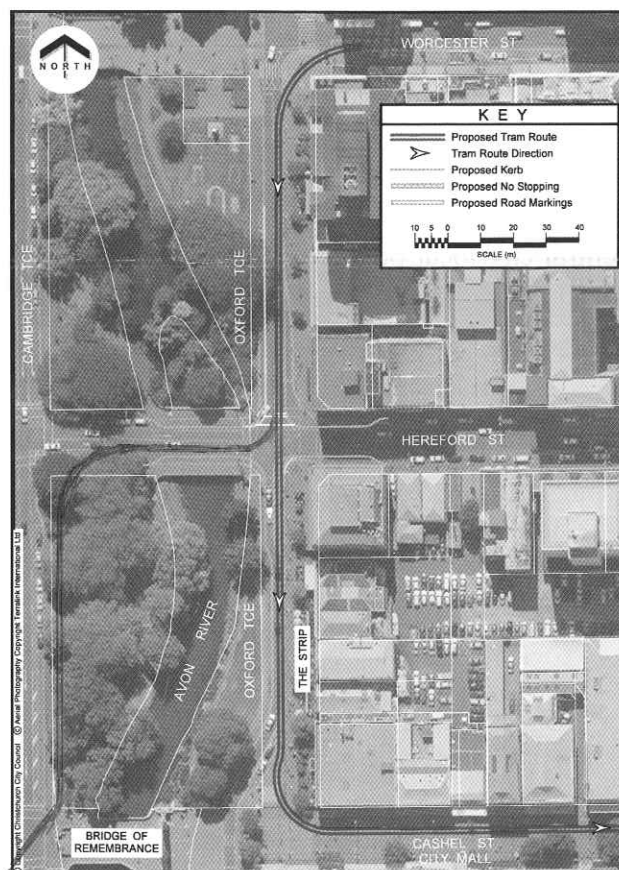 NORTH
WORCESTER ST
KEY
Proposed Tram Route
Tram Route Direction
Proposed Kerb
Proposed No Stopping
Proposed Road Markings
10 5 0 10 20 30 40
SCALE (m)
CAMBRIDGE TCE
OXFORD TCE
HEREFORD ST
AVON RIVER
OXFORD TCE
THE STRIP
© Copyright Christchurch City Council © Aerial Photography Copyright Terralink International Ltd
BRIDGE OF
REMEMBRANCE
CASHEL ST
CITY MALL